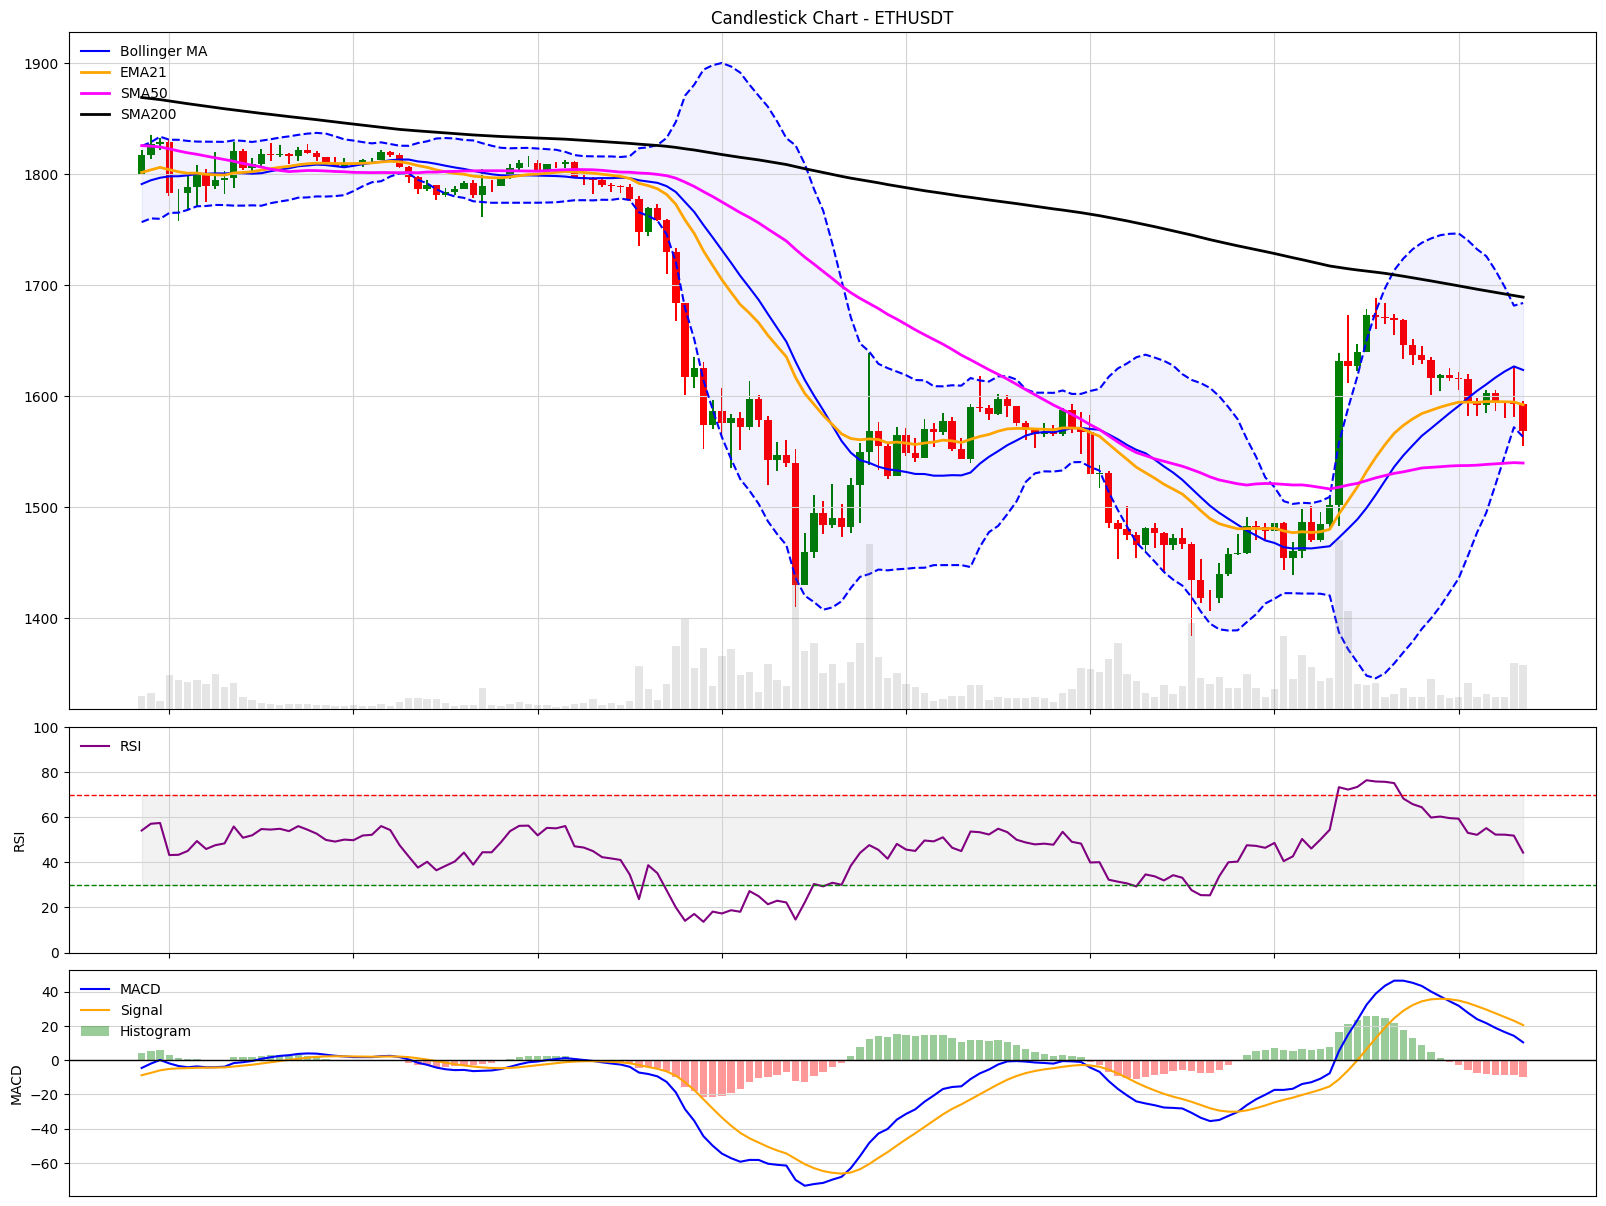 Candlestick Chart - ETHUSDT
Bollinger MA
EMA21
SMA50
SMA200
1900
1800
1700
1600
1500
1400
RSI
100
80
60
40
20
0
RSI
MACD
Signal
Histogram
40
20
0
−20
−40
−60
MACD